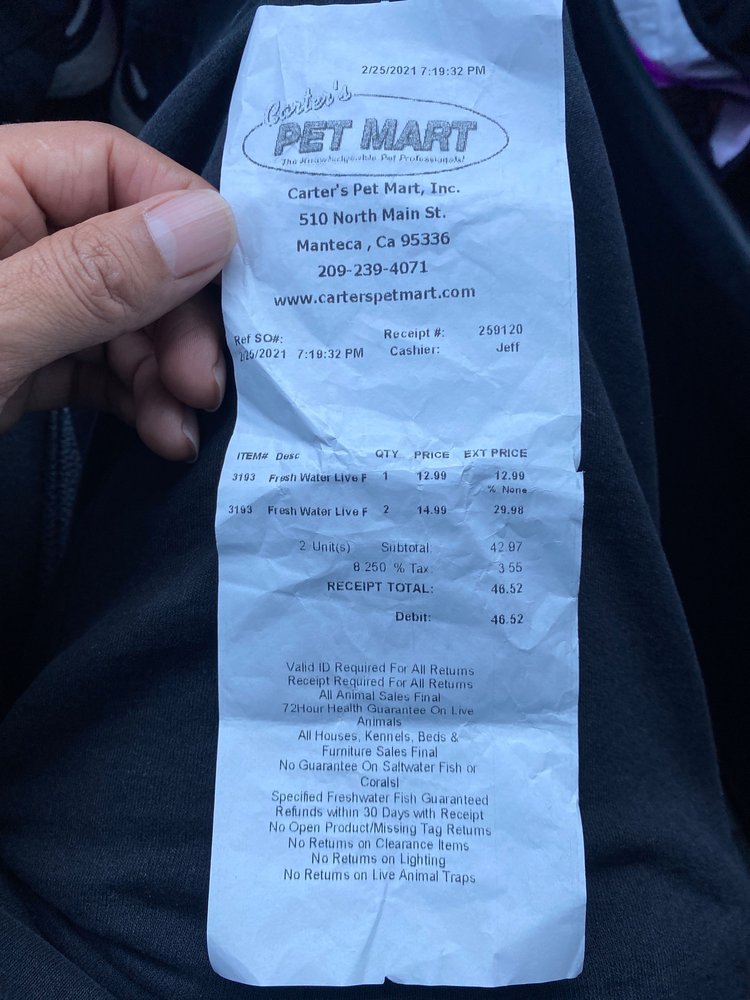 2/25/2021 7:19:32 PM
Carter's
PET MART
The Knowledgeable Pet Professionals!
Carter's Pet Mart, Inc.
510 North Main St.
Manteca , Ca 95336
209-239-4071
www.carterspetmart.com
Ref SO#: Receipt #: 259120
2/25/2021 7:19:32 PM Cashier: Jeff
ITEM# Desc QTY PRICE EXT PRICE
3193 Fresh Water Live F 1 12.99 12.99
% None
3193 Fresh Water Live F 2 14.99 29.98
2 Unit(s) Subtotal: 42.97
8.250 % Tax: 3.55
RECEIPT TOTAL: 46.52
Debit: 46.52
Valid ID Required For All Returns
Receipt Required For All Returns
All Animal Sales Final
72Hour Health Guarantee On Live
Animals
All Houses, Kennels, Beds &
Furniture Sales Final
No Guarantee On Saltwater Fish or
Corals!
Specified Freshwater Fish Guaranteed
Refunds within 30 Days with Receipt
No Open Product/Missing Tag Returns
No Returns on Clearance Items
No Returns on Lighting
No Returns on Live Animal Traps